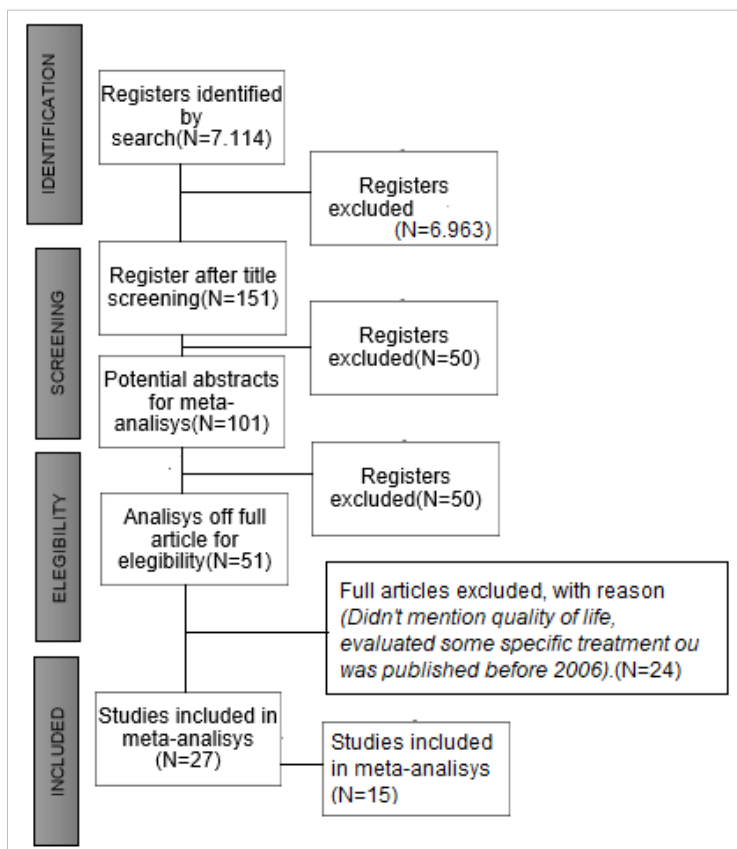 IDENTIFICATION
Registers identified
by
search(N=7.114)
Registers
excluded
(N=6.963)
SCREENING
Register after title
screening(N=151)
Registers
excluded(N=50)
Potential abstracts
for meta-
analisys(N=101)
ELEGIBILITY
Registers
excluded(N=50)
Analisys off full
article for
elegibility(N=51)
Full articles excluded, with reason
(Didn't mention quality of life,
evaluated some specific treatment ou
was published before 2006).(N=24)
INCLUDED
Studies included in
meta-analisys
(N=27)
Studies included
in meta-analisys
(N=15)